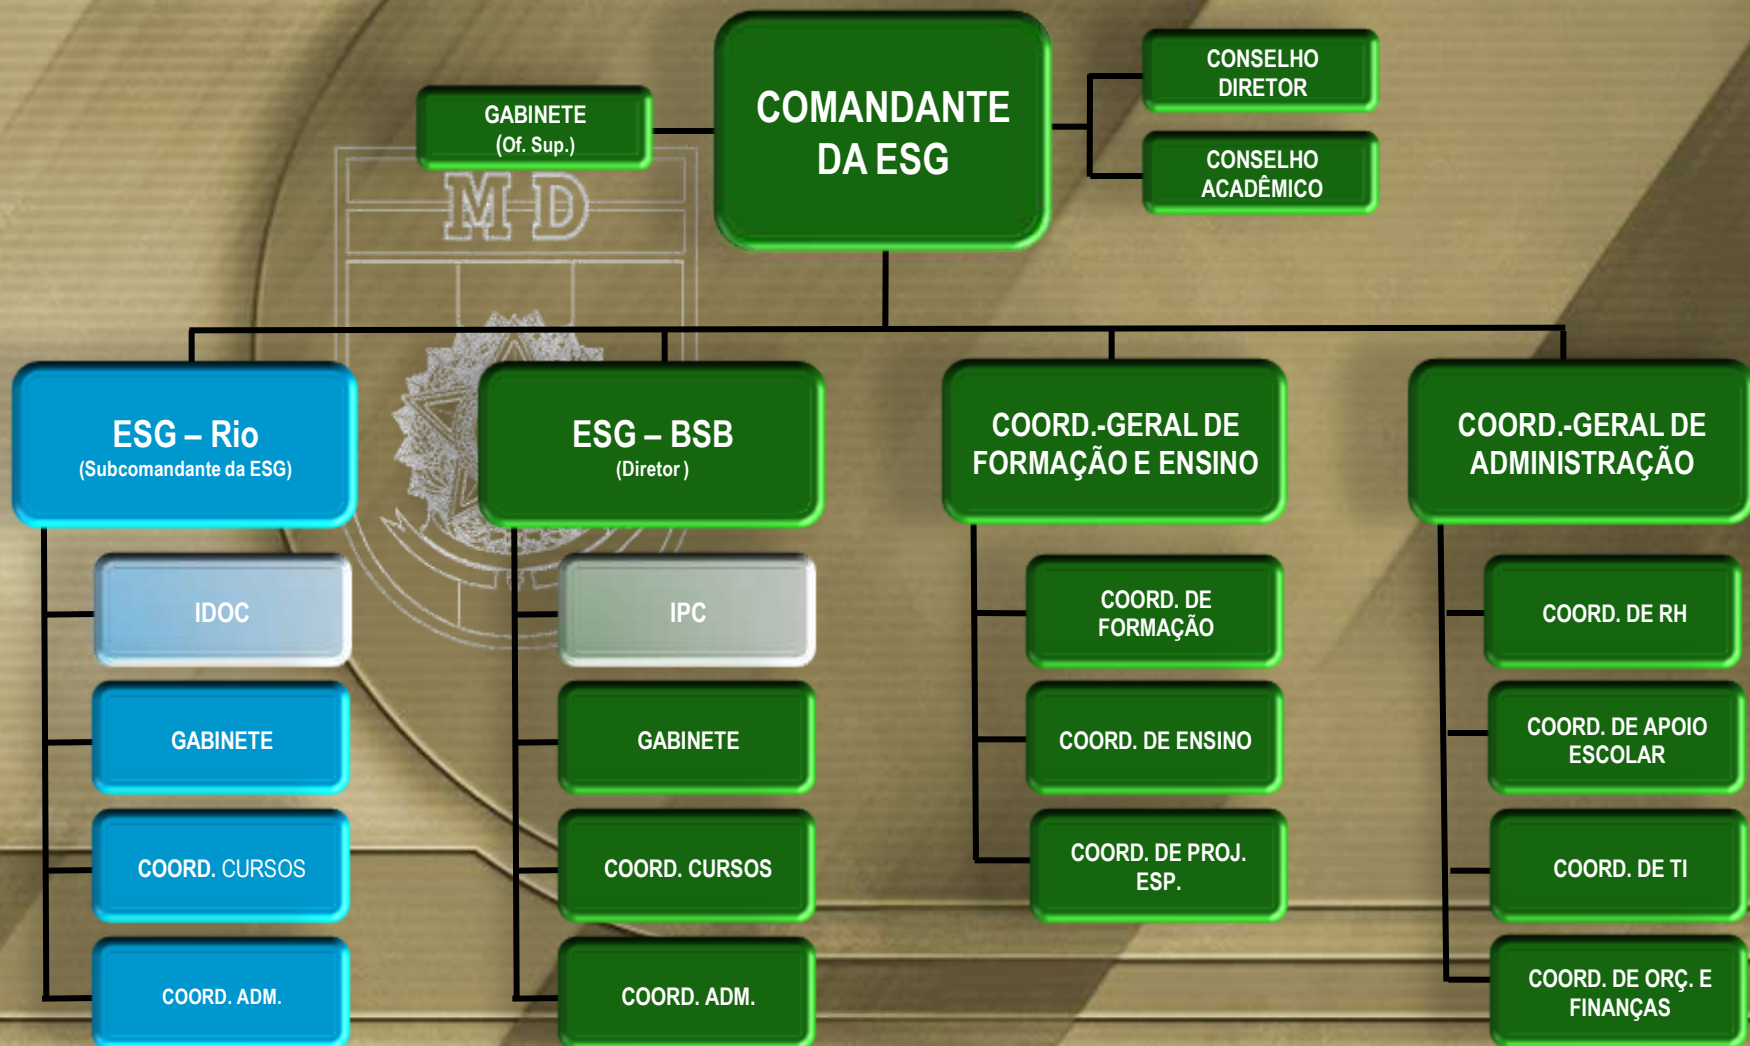 COMANDANTE
DA ESG
GABINETE
(Of. Sup.)
CONSELHO
DIRETOR
CONSELHO
ACADÊMICO
MD
ESG – Rio
(Subcomandante da ESG)
IDOC
GABINETE
COORD. CURSOS
COORD. ADM.
ESG – BSB
(Diretor )
IPC
GABINETE
COORD. CURSOS
COORD. ADM.
COORD.-GERAL DE
FORMAÇÃO E ENSINO
COORD. DE
FORMAÇÃO
COORD. DE ENSINO
COORD. DE PROJ.
ESP.
COORD.-GERAL DE
ADMINISTRAÇÃO
COORD. DE RH
COORD. DE APOIO
ESCOLAR
COORD. DE TI
COORD. DE ORÇ. E
FINANÇAS